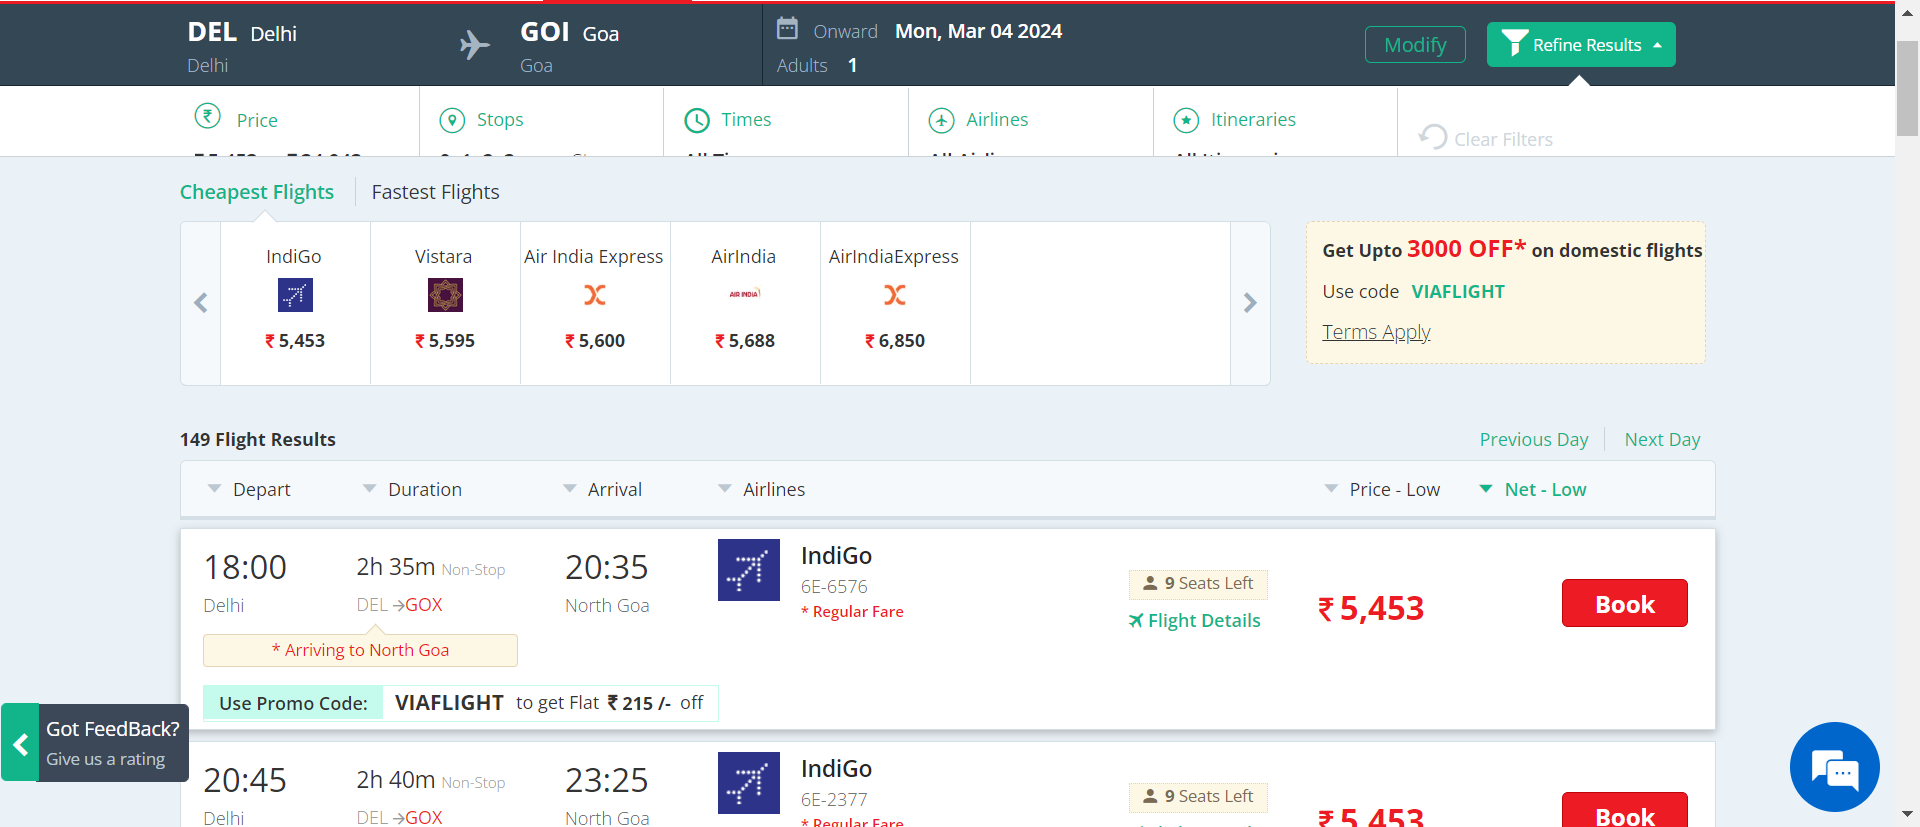 DEL Delhi
Delhi
GOI Goa
Goa
Onward Mon, Mar 04 2024
Adults 1
Modify
Refine Results
Price
Stops
Times
Airlines
Itineraries
Clear Filters
Cheapest Flights
Fastest Flights
IndiGo
₹ 5,453
Vistara
₹ 5,595
Air India Express
₹ 5,600
AirIndia
AIR INDIA
₹ 5,688
AirIndiaExpress
₹ 6,850
Get Upto 3000 OFF* on domestic flights
Use code VIAFLIGHT
Terms Apply
149 Flight Results
Previous Day
Next Day
Depart
Duration
Arrival
Airlines
Price - Low
Net - Low
18:00
Delhi
2h 35m Non-Stop
DEL →GOX
20:35
North Goa
IndiGo
6E-6576
* Regular Fare
9 Seats Left
Flight Details
₹ 5,453
Book
* Arriving to North Goa
Use Promo Code: VIAFLIGHT to get Flat ₹ 215 /- off
Got FeedBack?
Give us a rating
20:45
Delhi
2h 40m Non-Stop
DEL →GOX
23:25
North Goa
IndiGo
6E-2377
* Regular Fare
9 Seats Left
₹ 5,453
Book